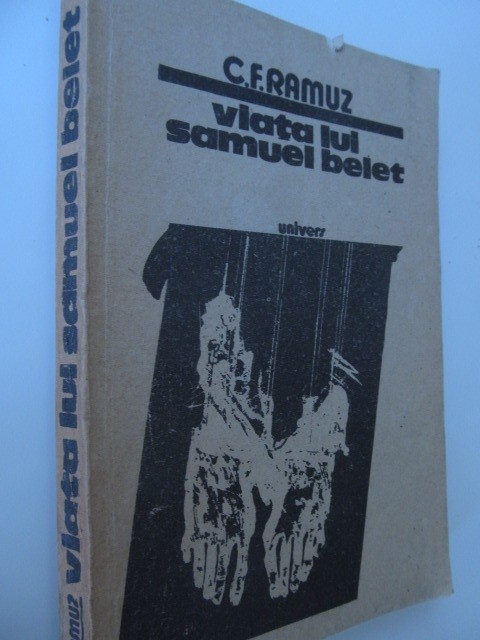 C.F.RAMUZ
viata lui
samuel belet
univers
muz viata lui samuel belet